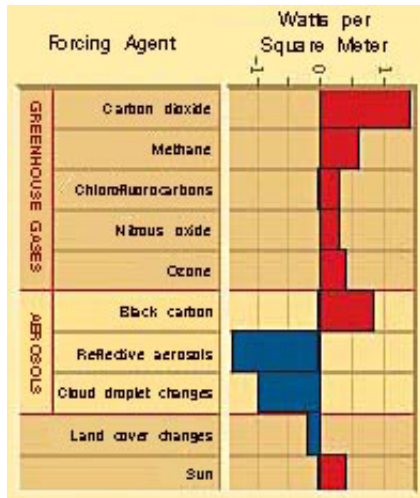 Forcing Agent
Watts per
Square Meter
-1 0 1
GREENHOUSE GASES
Carbon dioxide
Methane
Chlorofluorocarbons
Nitrous oxide
Ozone
AEROSOLS
Black carbon
Reflective aerosols
Cloud droplet changes
Land cover changes
Sun